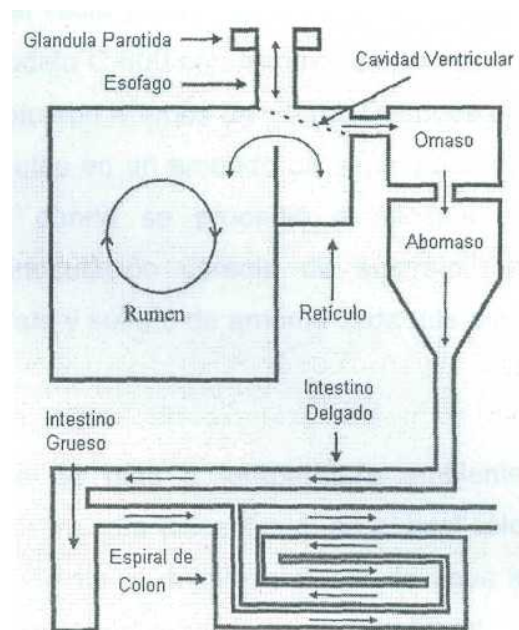 Glandula Parotida
Esofago
Cavidad Ventricular
Omaso
Abomaso
Rumen
Retículo
Intestino
Delgado
Intestino
Grueso
Espiral de
Colon